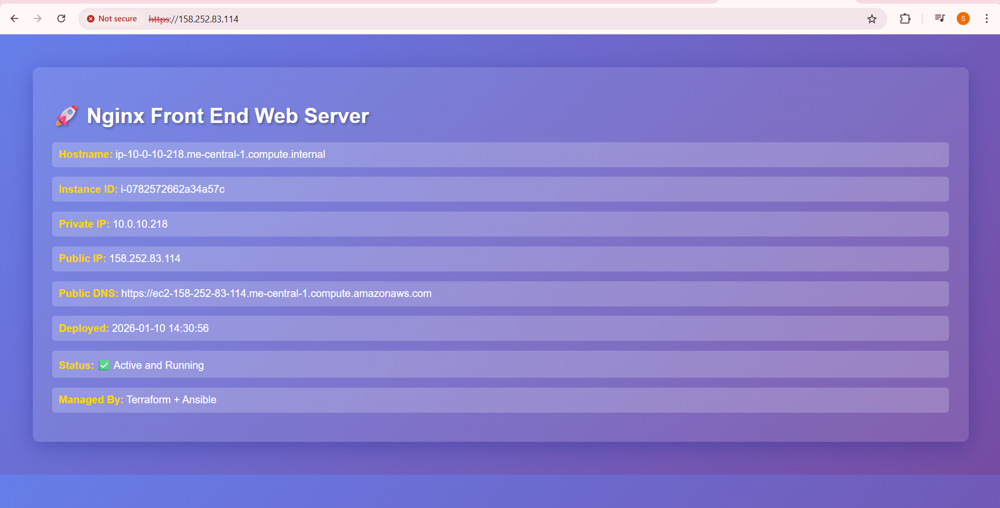 Not secure https://158.252.83.114
S
🚀 Nginx Front End Web Server
Hostname: ip-10-0-10-218.me-central-1.compute.internal
Instance ID: i-0782572662a34a57c
Private IP: 10.0.10.218
Public IP: 158.252.83.114
Public DNS: https://ec2-158-252-83-114.me-central-1.compute.amazonaws.com
Deployed: 2026-01-10 14:30:56
Status: ✅ Active and Running
Managed By: Terraform + Ansible